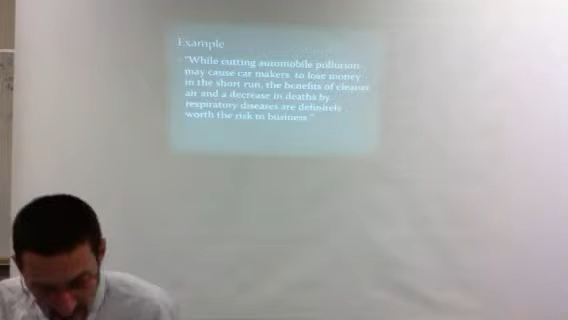 Example
"While cutting automobile pollution
may cause car makers to lose money
in the short run, the benefits of cleaner
air and a decrease in deaths by
respiratory diseases are definitely
worth the risk to business."